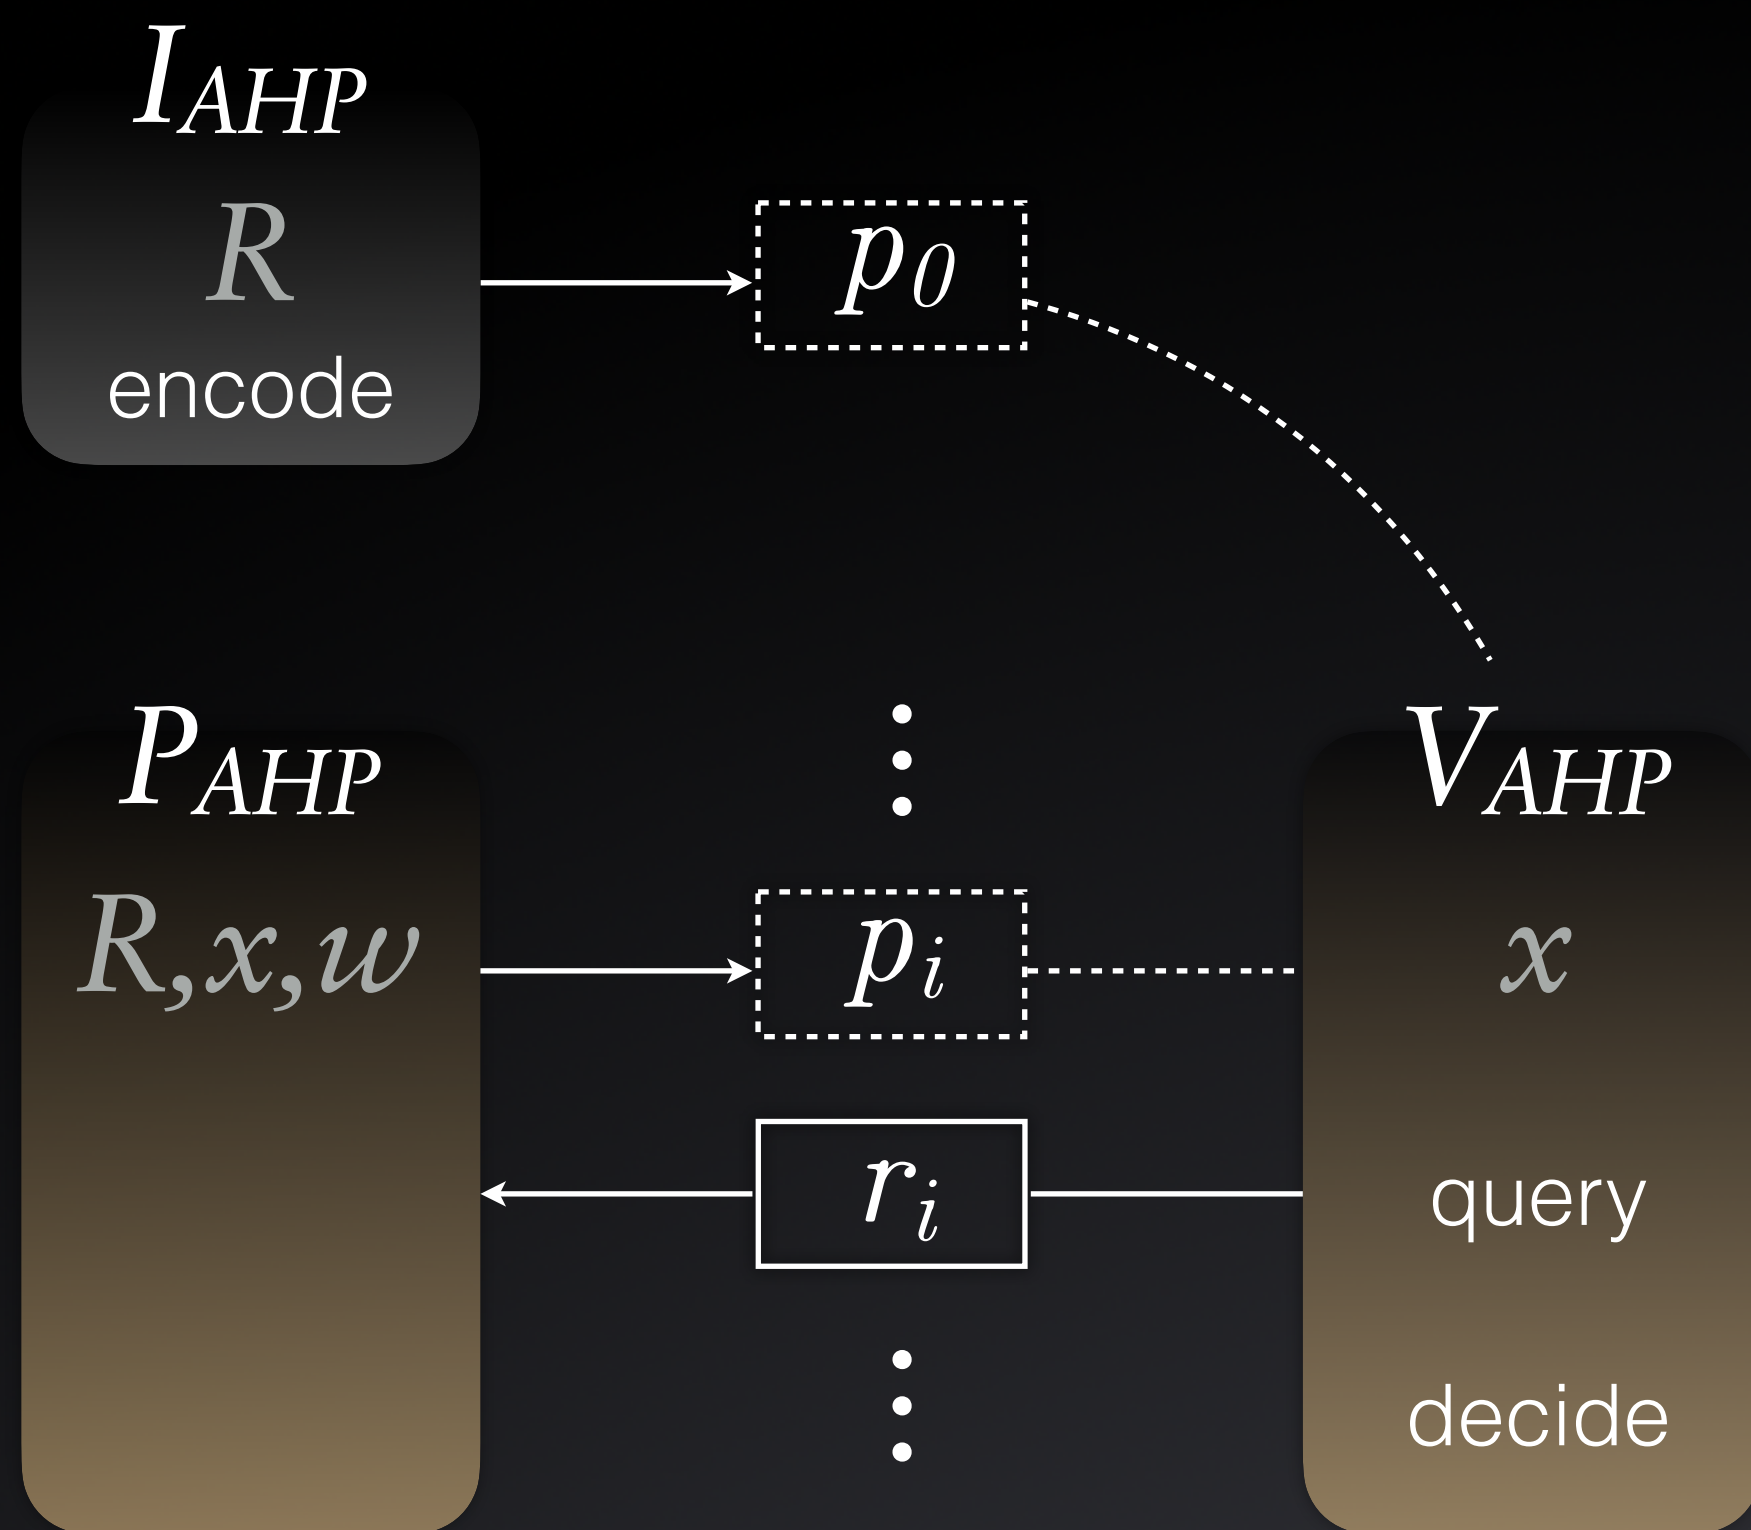 I_AHP
R
p_0
encode
P_AHP
V_AHP
R,x,w
p_i
x
r_i
query
decide